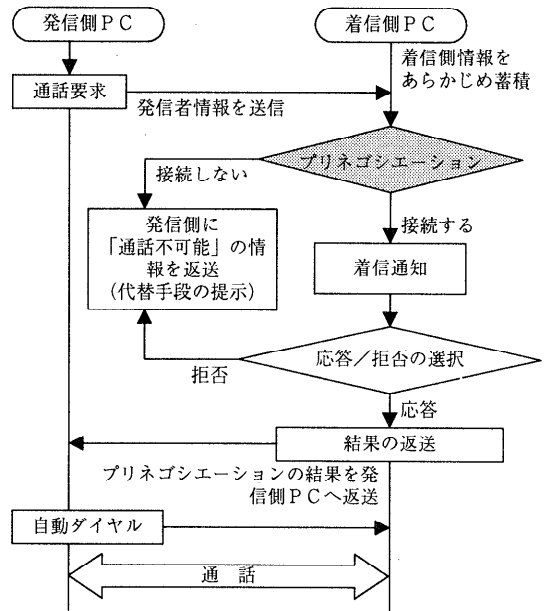 発信側PC
着信側PC
着信側情報を
あらかじめ蓄積
通話要求
発信者情報を送信
プリネゴシエーション
接続しない
接続する
発信側に
「通話不可能」の情
報を返送
(代替手段の提示)
着信通知
応答/拒否の選択
拒否
応答
結果の返送
プリネゴシエーションの結果を発
信側PCへ返送
自動ダイヤル
通 話